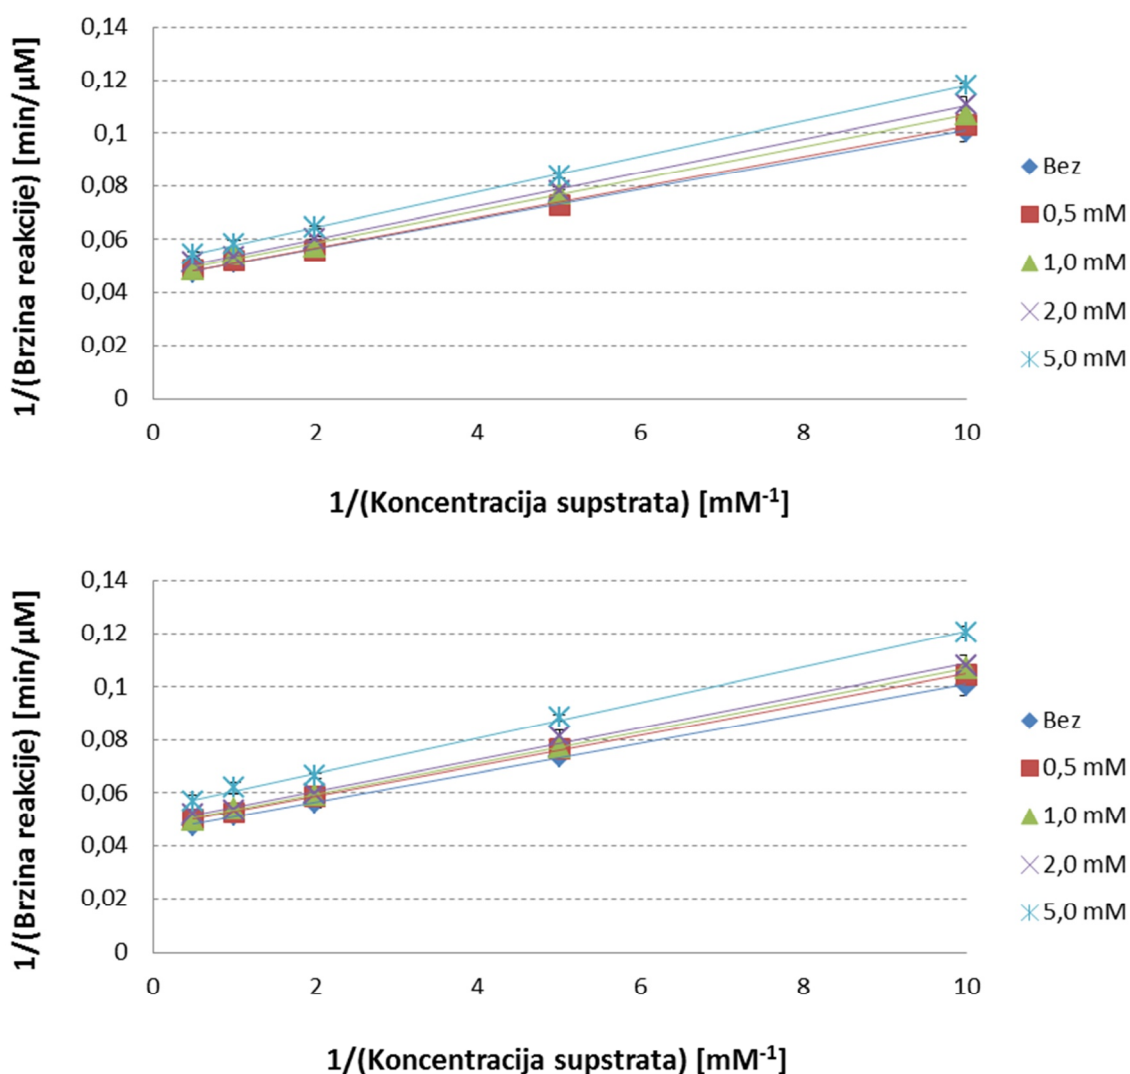 1/(Brzina reakcije) [min/µM]
0,14
0,12
0,1
0,08
0,06
0,04
0,02
0
0 2 4 6 8 10
1/(Koncentracija supstrata) [mM⁻¹]
Bez
0,5 mM
1,0 mM
2,0 mM
5,0 mM
1/(Brzina reakcije) [min/µM]
0,14
0,12
0,1
0,08
0,06
0,04
0,02
0
0 2 4 6 8 10
1/(Koncentracija supstrata) [mM⁻¹]
Bez
0,5 mM
1,0 mM
2,0 mM
5,0 mM